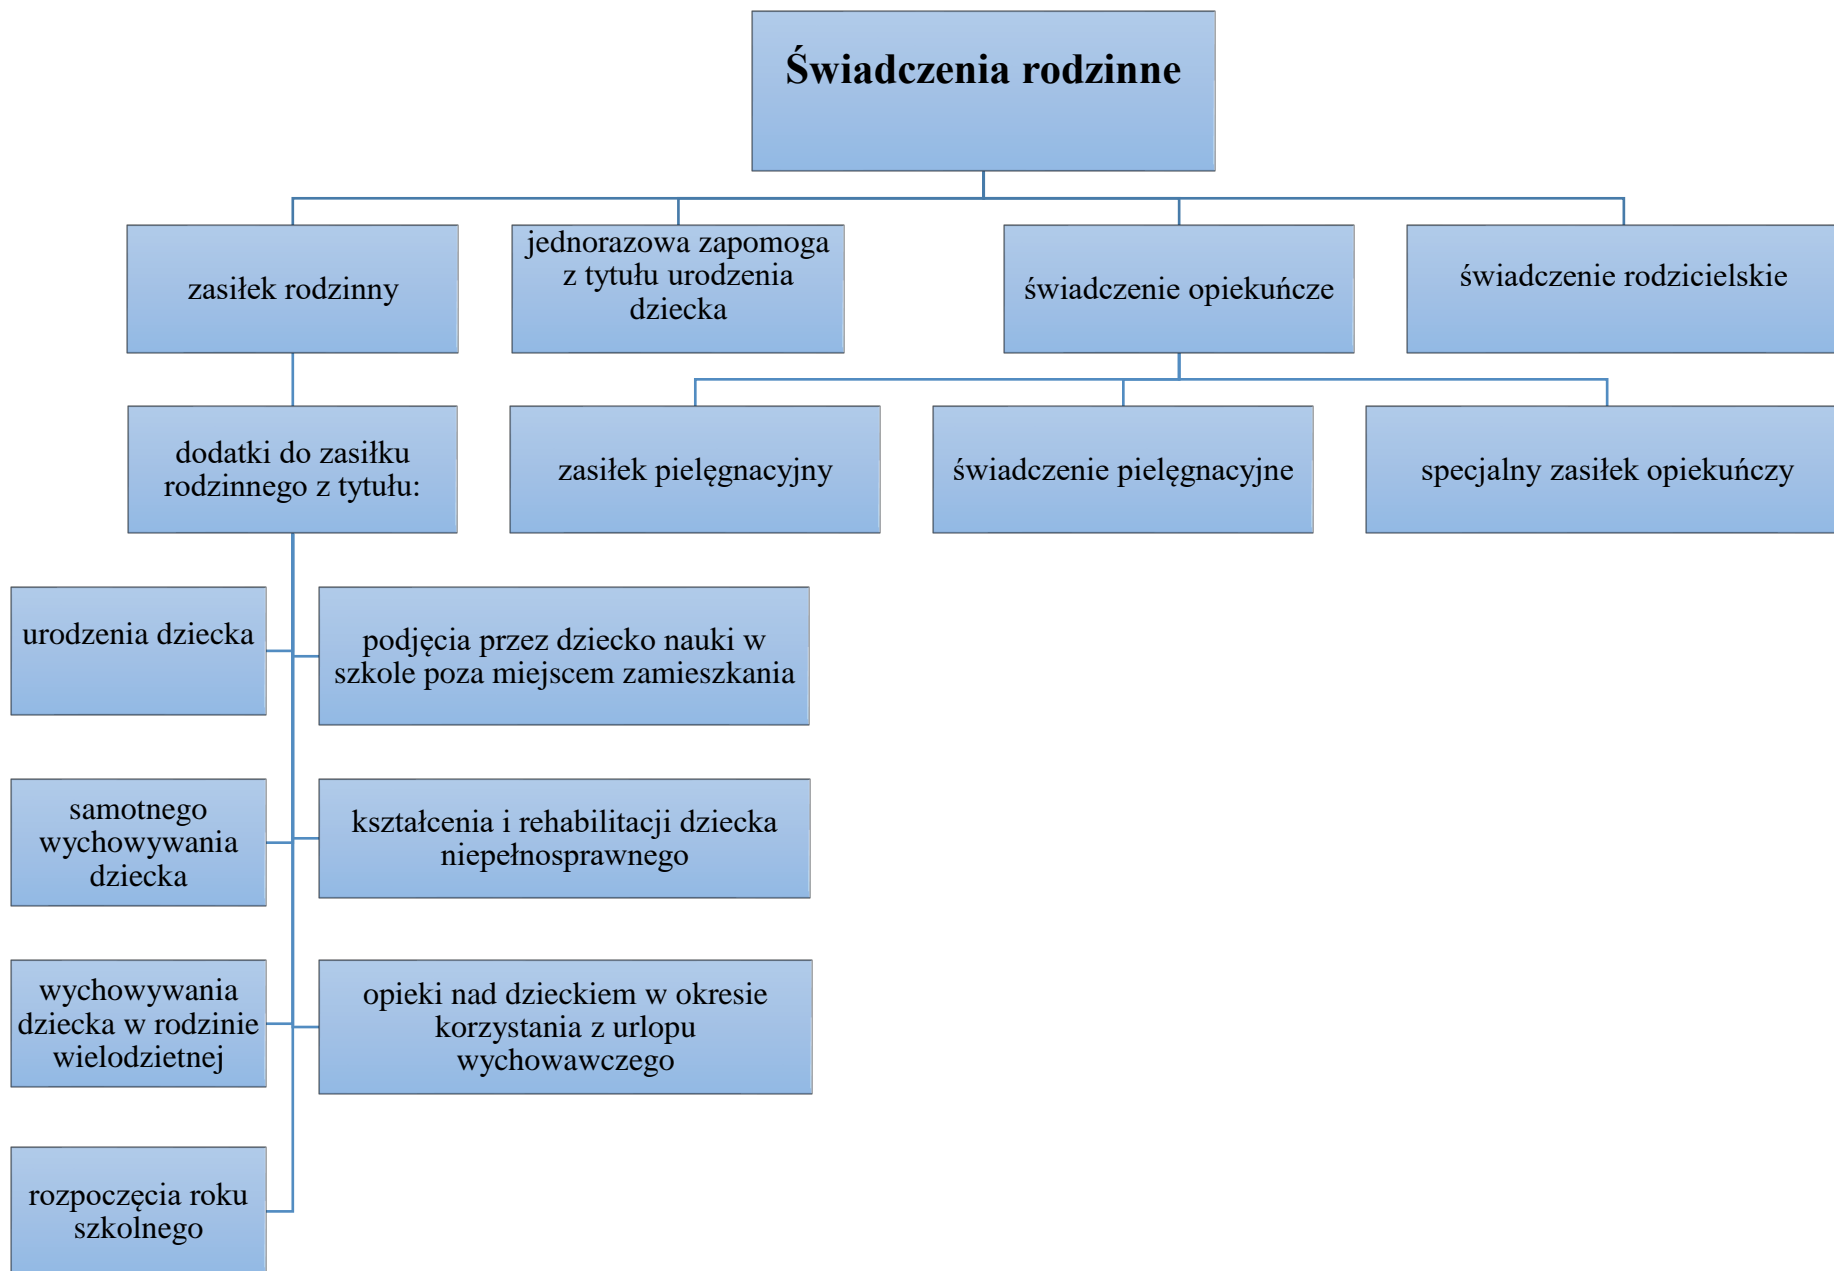 Świadczenia rodzinne
zasiłek rodzinny
jednorazowa zapomoga
z tytułu urodzenia
dziecka
świadczenie opiekuńcze
świadczenie rodzicielskie
dodatki do zasiłku
rodzinnego z tytułu:
zasiłek pielęgnacyjny
świadczenie pielęgnacyjne
specjalny zasiłek opiekuńczy
urodzenia dziecka
podjęcia przez dziecko nauki w
szkole poza miejscem zamieszkania
samotnego
wychowywania
dziecka
kształcenia i rehabilitacji dziecka
niepełnosprawnego
wychowywania
dziecka w rodzinie
wielodzietnej
opieki nad dzieckiem w okresie
korzystania z urlopu
wychowawczego
rozpoczęcia roku
szkolnego